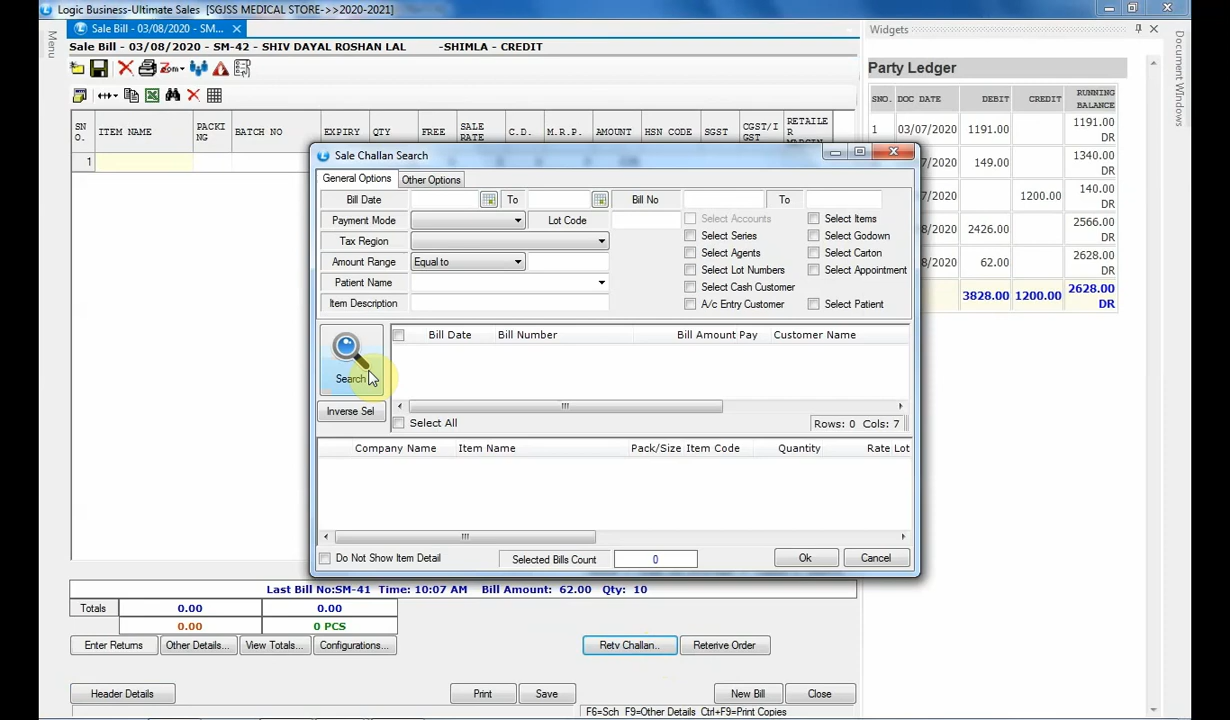 Logic Business-Ultimate Sales [SGJSS MEDICAL STORE->>2020-2021]
Sale Bill - 03/08/2020 - SM-...
Sale Bill - 03/08/2020 - SM-42 - SHIV DAYAL ROSHAN LAL -SHIMLA - CREDIT
Menu
Zom
SN O. ITEM NAME PACKI NG BATCH NO EXPIRY QTY FREE SALE RATE C.D. M.R.P. AMOUNT HSN CODE SGST CGST/I GST RETAILE R
1
Widgets
Document Windows
Party Ledger
SNO. DOC DATE DEBIT CREDIT RUNNING BALANCE
1 03/07/2020 1191.00 1191.00 DR
/2020 149.00 1340.00 DR
/2020 1200.00 140.00 DR
/2020 2426.00 2566.00 DR
/2020 62.00 2628.00 DR
3828.00 1200.00 2628.00 DR
Sale Challan Search
General Options Other Options
Bill Date To Bill No To
Payment Mode Lot Code Select Accounts Select Items
Tax Region Select Series Select Godown
Select Agents Select Carton
Amount Range Equal to Select Lot Numbers Select Appointment
Patient Name Select Cash Customer
Item Description A/c Entry Customer Select Patient
Bill Date Bill Number Bill Amount Pay Customer Name
Search
Inverse Sel
Select All Rows: 0 Cols: 7
Company Name Item Name Pack/Size Item Code Quantity Rate Lot
Do Not Show Item Detail Selected Bills Count 0 Ok Cancel
Last Bill No:SM-41 Time: 10:07 AM Bill Amount: 62.00 Qty: 10
Totals 0.00 0.00
0.00 0 PCS
Enter Returns Other Details... View Totals... Configurations... Retv Challan.. Reterive Order
Header Details Print Save New Bill Close
F6=Sch F9=Other Details Ctrl+F9=Print Copies